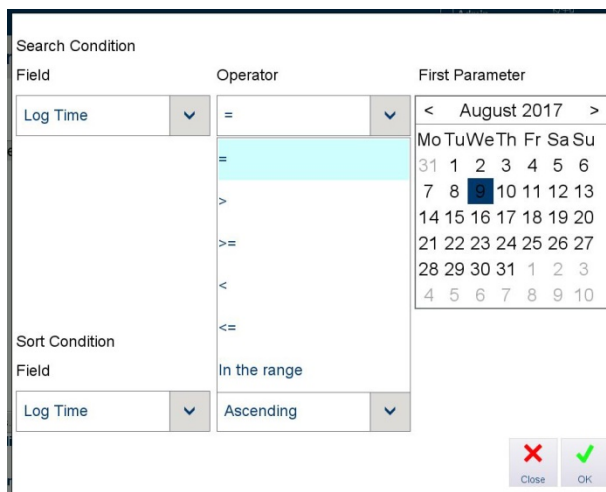 Search Condition
Field
Operator
First Parameter
Log Time
=
< August 2017 >
Mo Tu We Th Fr Sa Su
31 1 2 3 4 5 6
7 8 9 10 11 12 13
14 15 16 17 18 19 20
21 22 23 24 25 26 27
28 29 30 31 1 2 3
4 5 6 7 8 9 10
=
>
>=
<
<=
In the range
Sort Condition
Field
Log Time
Ascending
Close
OK